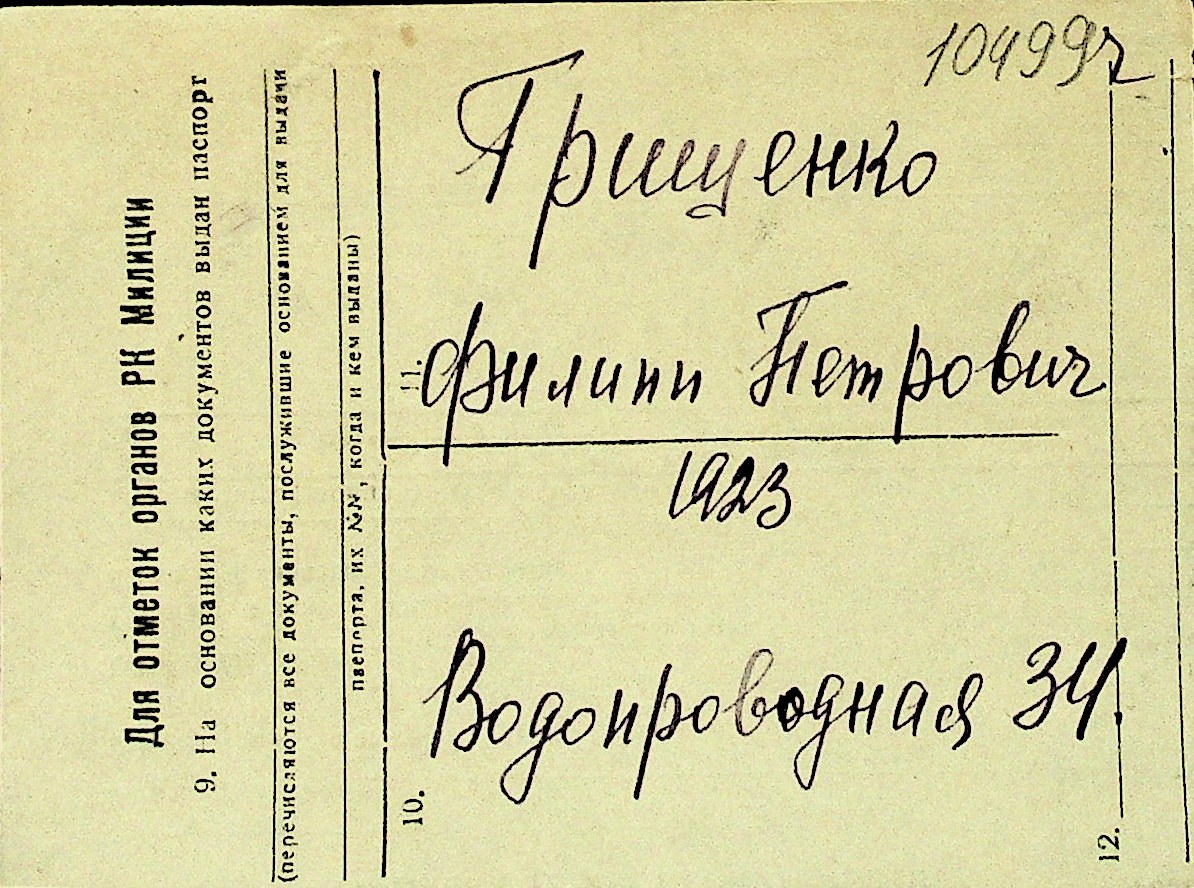 10499г
Грищенко
Филипп Петрович
1923
Водопроводная 34
Для отметок органов РК Милиции
9. На основании каких документов выдан паспорт
(перечисляются все документы, послужившие основанием для выдачи
паспорта, их №№, когда и кем выданы)
10.
11.
12.